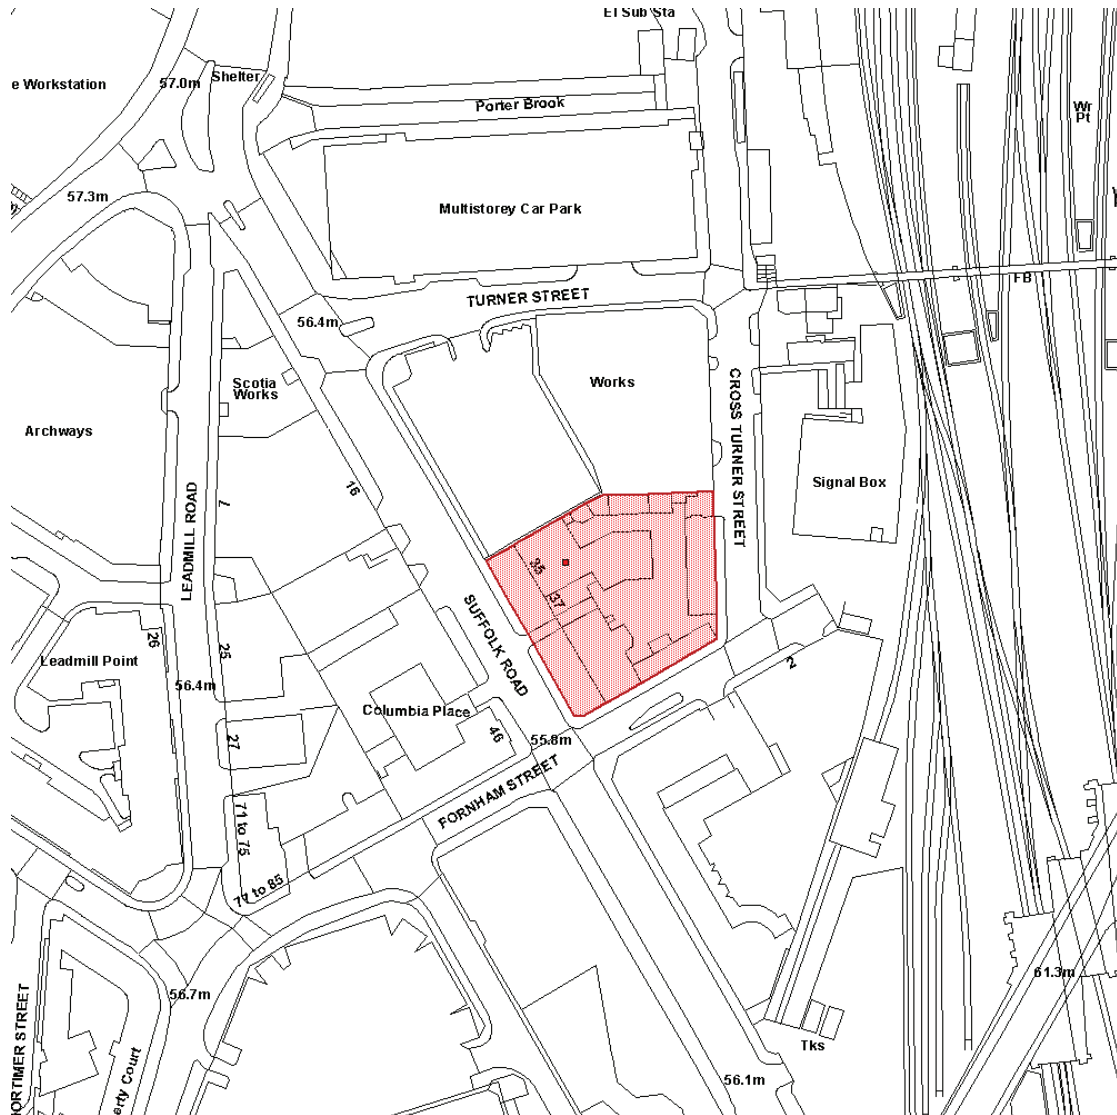 El Sub Sta
e Workstation
57.0m
Shelter
Porter Brook
Wr
Pt
57.3m
Multistorey Car Park
FB
TURNER STREET
56.4m
Scotia
Works
Works
CROSS TURNER STREET
Archways
16
7
LEADMILL ROAD
Signal Box
35
37
SUFFOLK ROAD
26
25
Leadmill Point
56.4m
2
Columbia Place
46
27
55.8m
FORNHAM STREET
71 to 75
77 to 85
61.3m
56.7m
ORTIMER STREET
erty Court
Tks
56.1m